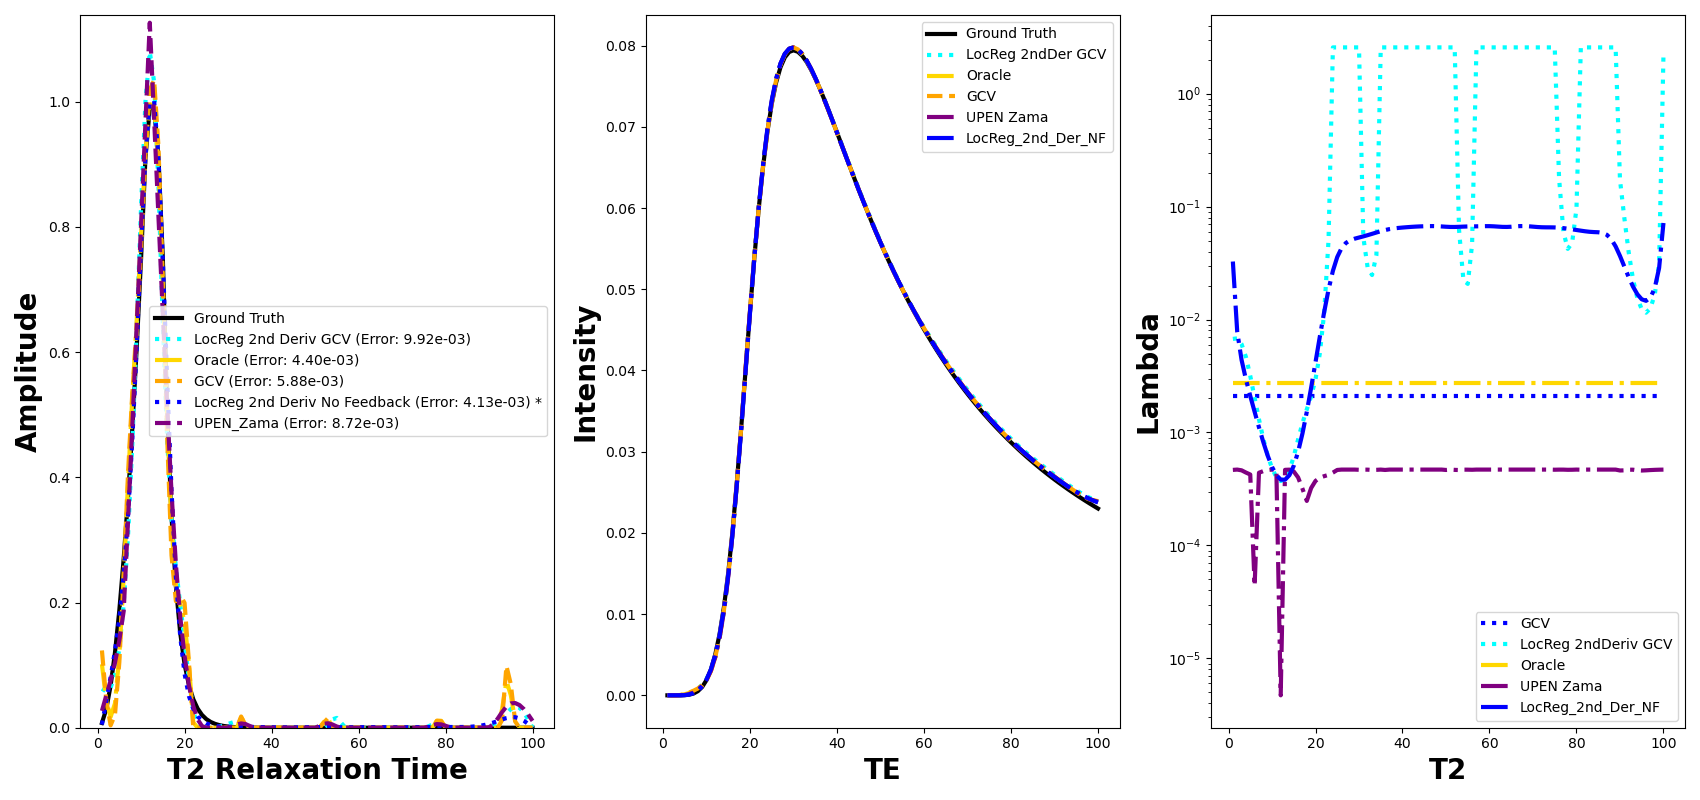 Amplitude
1.0
0.8
0.6
0.4
0.2
0.0
Ground Truth
LocReg 2nd Deriv GCV (Error: 9.92e-03)
Oracle (Error: 4.40e-03)
GCV (Error: 5.88e-03)
LocReg 2nd Deriv No Feedback (Error: 4.13e-03) *
UPEN_Zama (Error: 8.72e-03)
0 20 40 60 80 100
T2 Relaxation Time
Intensity
0.08
0.07
0.06
0.05
0.04
0.03
0.02
0.01
0.00
Ground Truth
LocReg 2ndDer GCV
Oracle
GCV
UPEN Zama
LocReg_2nd_Der_NF
0 20 40 60 80 100
TE
Lambda
10⁰
10⁻¹
10⁻²
10⁻³
10⁻⁴
10⁻⁵
GCV
LocReg 2ndDeriv GCV
Oracle
UPEN Zama
LocReg_2nd_Der_NF
0 20 40 60 80 100
T2